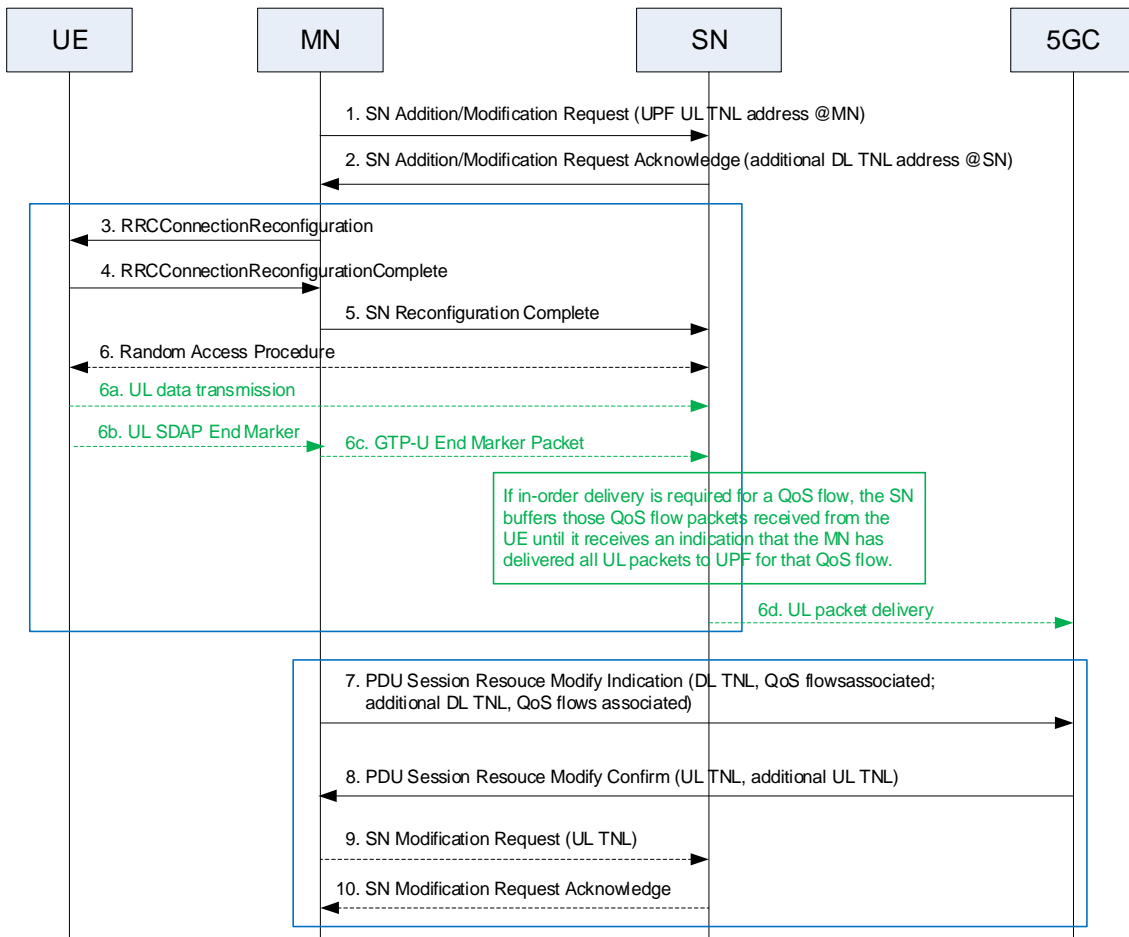 UE
MN
SN
5GC
1. SN Addition/Modification Request (UPF UL TNL address @MN)
2. SN Addition/Modification Request Acknowledge (additional DL TNL address @SN)
3. RRCConnectionReconfiguration
4. RRCConnectionReconfigurationComplete
5. SN Reconfiguration Complete
6. Random Access Procedure
6a. UL data transmission
6b. UL SDAP End Marker
6c. GTP-U End Marker Packet
If in-order delivery is required for a QoS flow, the SN
buffers those QoS flow packets received from the
UE until it receives an indication that the MN has
delivered all UL packets to UPF for that QoS flow.
6d. UL packet delivery
7. PDU Session Resouce Modify Indication (DL TNL, QoS flowsassociated;
additional DL TNL, QoS flows associated)
8. PDU Session Resouce Modify Confirm (UL TNL, additional UL TNL)
9. SN Modification Request (UL TNL)
10. SN Modification Request Acknowledge